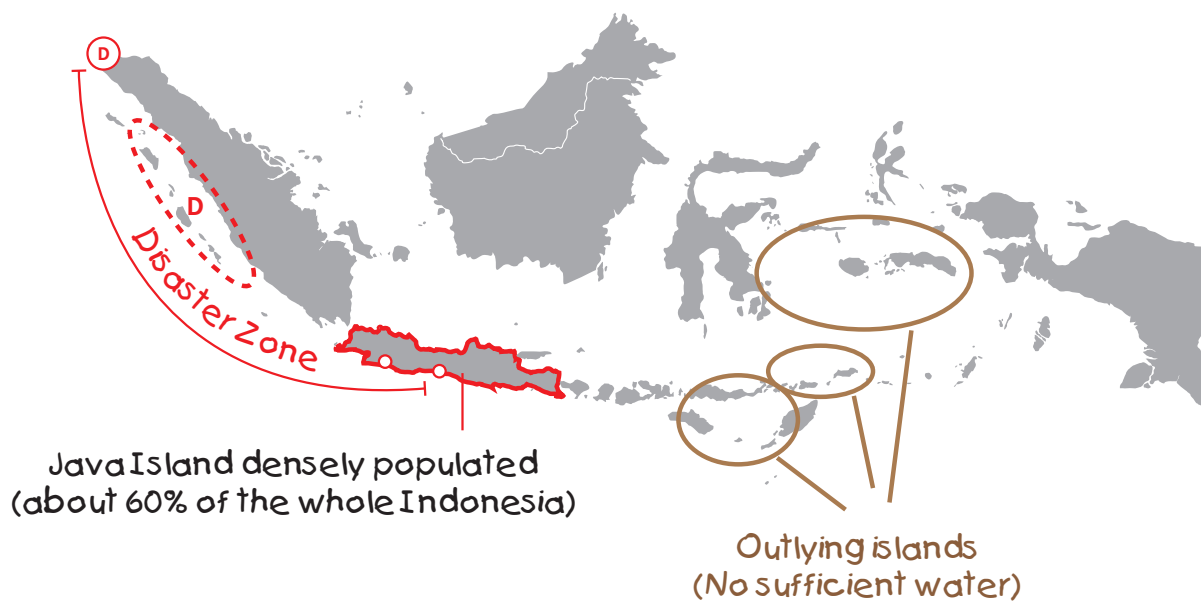 D
D
Disaster Zone
Java Island densely populated
(about 60% of the whole Indonesia)
Outlying islands
(No sufficient water)